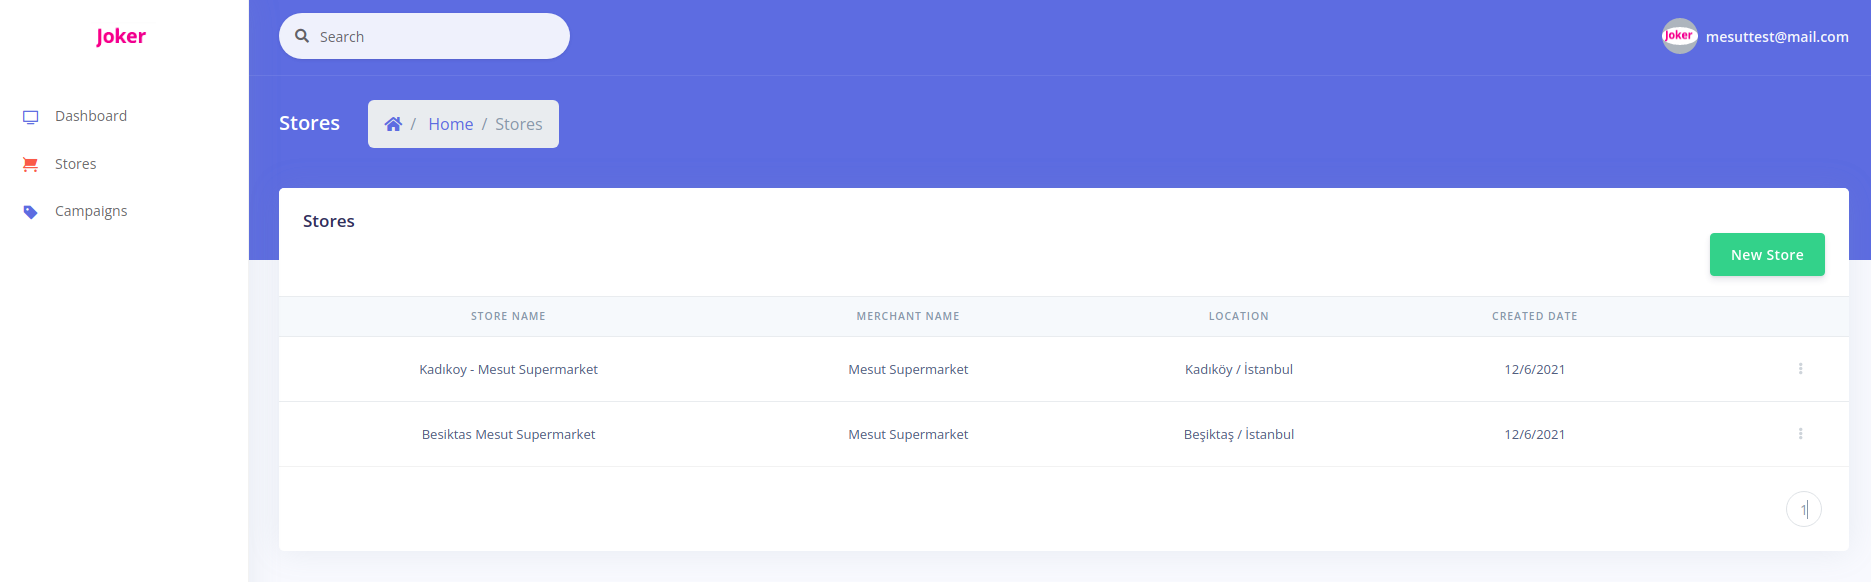 Joker
Dashboard
Stores
Campaigns
Search
Joker
mesuttest@mail.com
Stores
/ Home / Stores
Stores
New Store
STORE NAME MERCHANT NAME LOCATION CREATED DATE
Kadıkoy - Mesut Supermarket Mesut Supermarket Kadıköy / İstanbul 12/6/2021
Besiktas Mesut Supermarket Mesut Supermarket Beşiktaş / İstanbul 12/6/2021
1